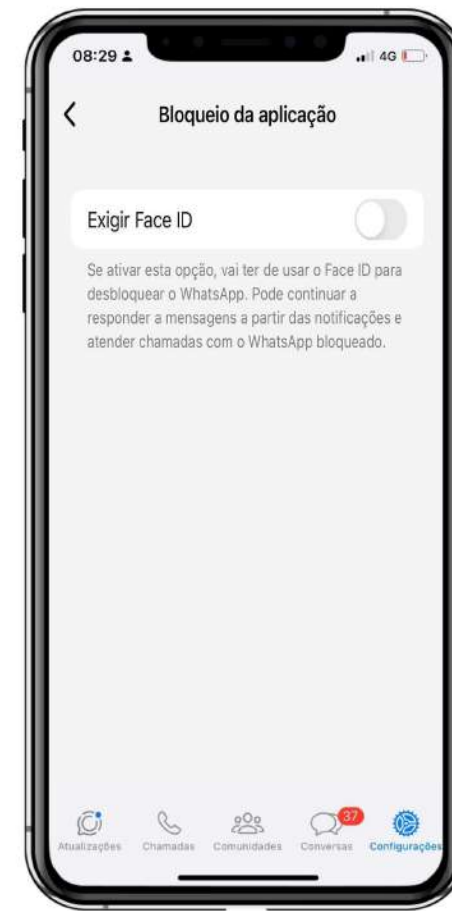 08:29
4G
Bloqueio da aplicação
Exigir Face ID
Se ativar esta opção, vai ter de usar o Face ID para
desbloquear o WhatsApp. Pode continuar a
responder a mensagens a partir das notificações e
atender chamadas com o WhatsApp bloqueado.
37
Atualizações Chamadas Comunidades Conversas Configurações